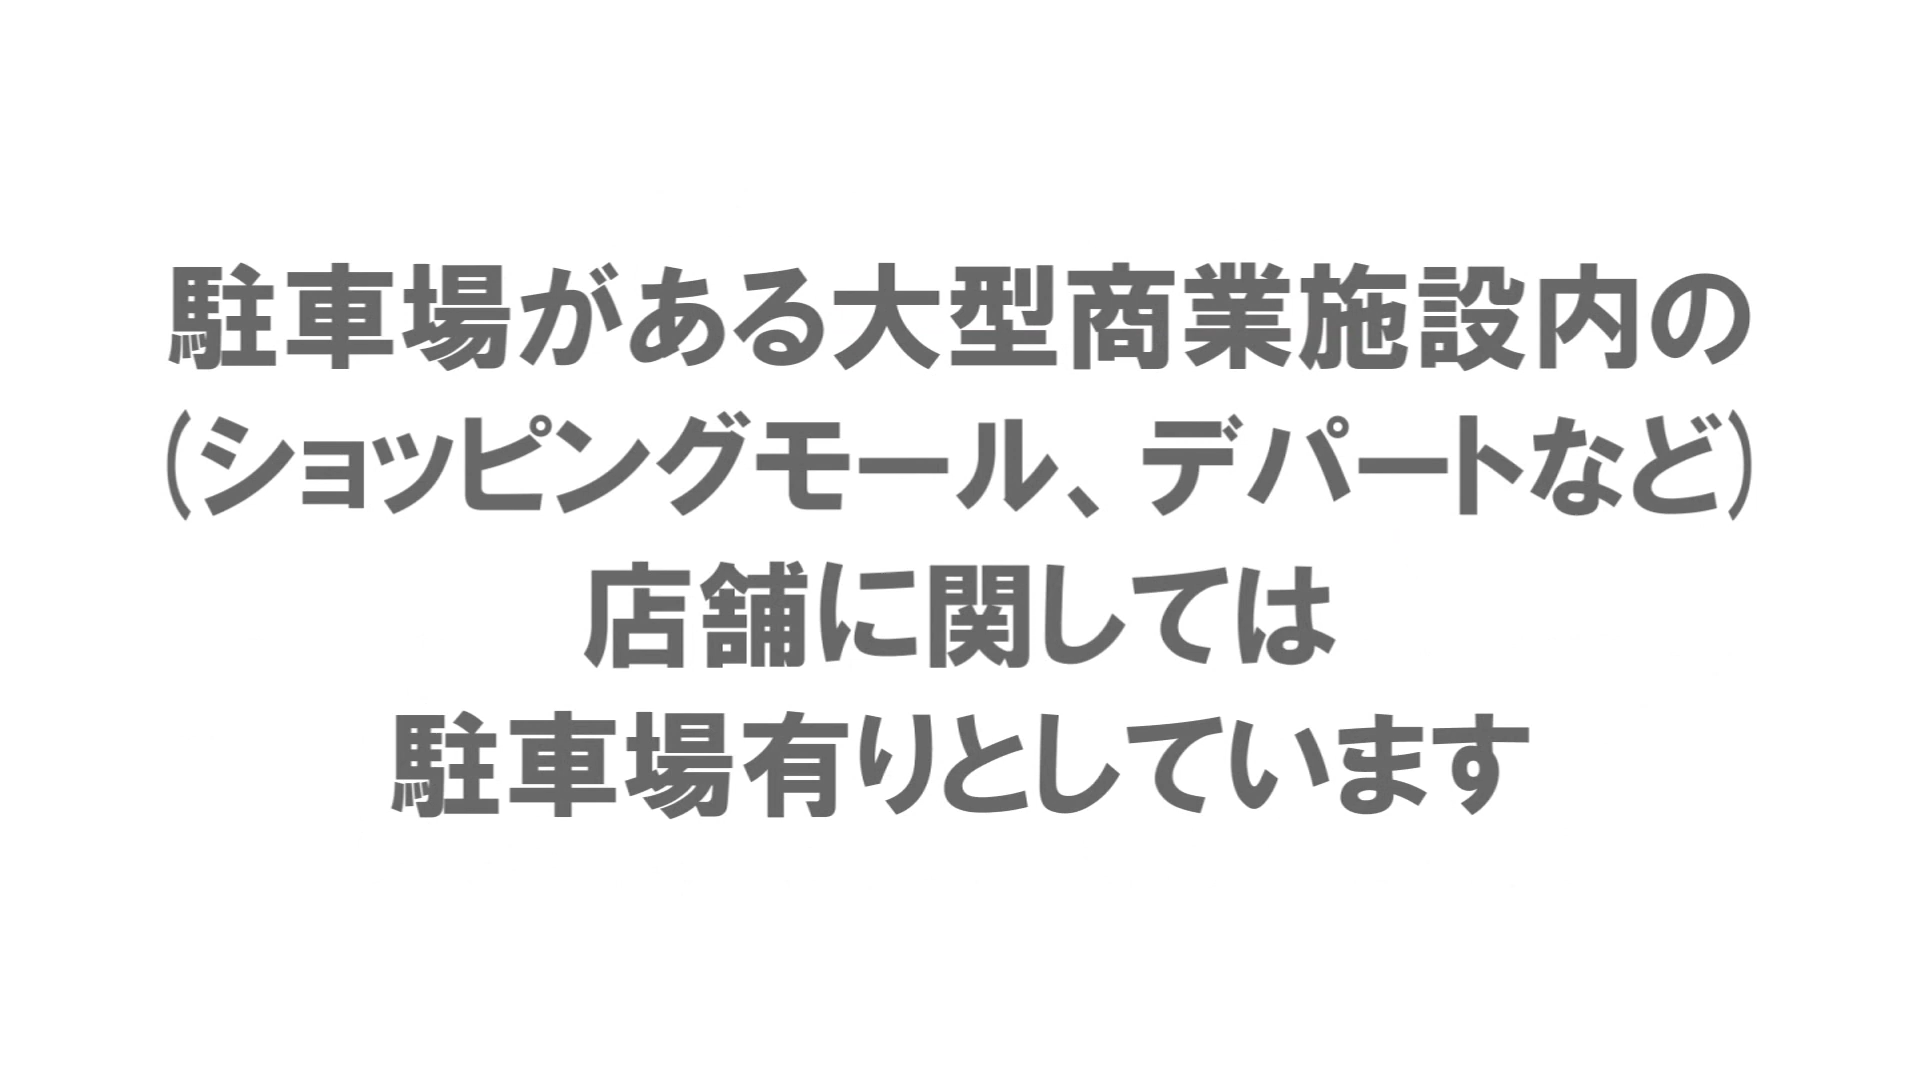 駐車場がある大型商業施設内の
(ショッピングモール、デパートなど)
店舗に関しては
駐車場有りとしています